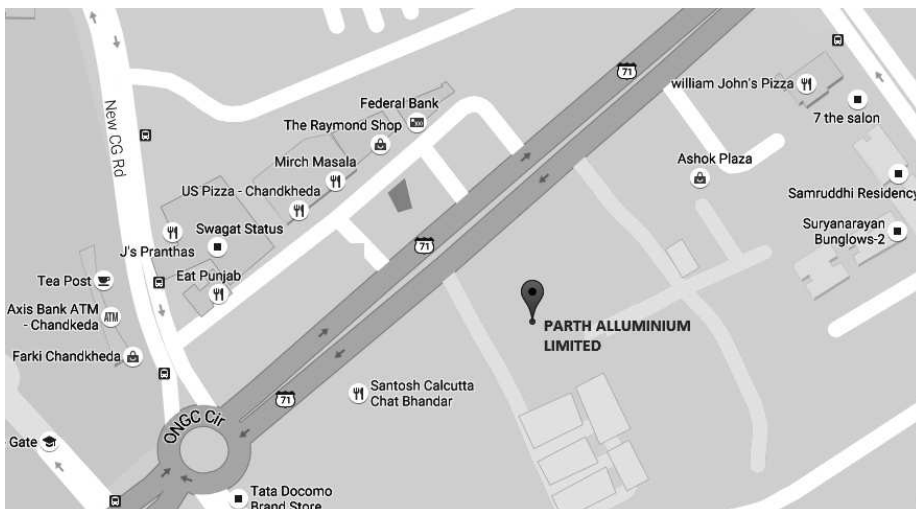 New CG Rd
Federal Bank
The Raymond Shop
Mirch Masala
US Pizza - Chandkheda
Swagat Status
J's Pranthas
Eat Punjab
Tea Post
Axis Bank ATM
- Chandkeda
ATM
Farki Chandkheda
Gate
ONGC Cir
71
71
71
Santosh Calcutta
Chat Bhandar
Tata Docomo
Brand Store
PARTH ALLUMINIUM
LIMITED
william John's Pizza
7 the salon
Ashok Plaza
Samruddhi Residency
Suryanarayan
Bunglows-2